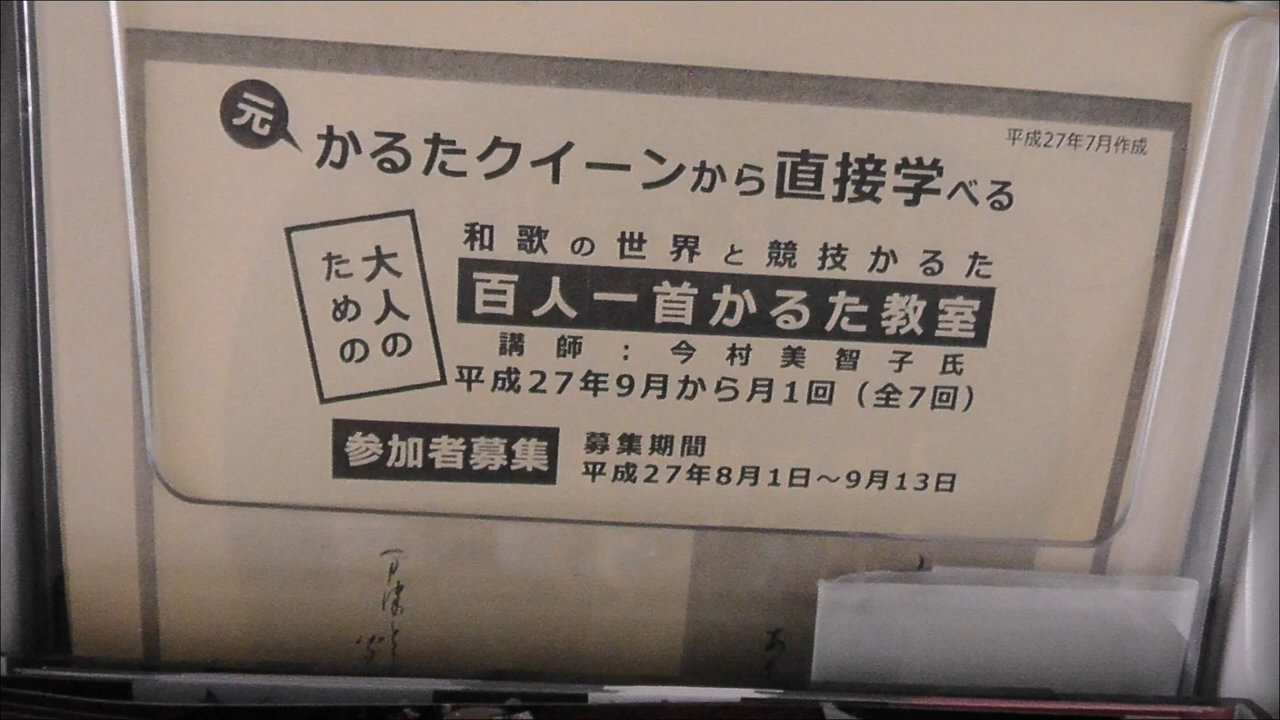 平成27年7月作成
元
かるたクイーンから直接学べる
大人の
ための
和歌の世界と競技かるた
百人一首かるた教室
講師:今村美智子氏
平成27年9月から月1回(全7回)
参加者募集
募集期間
平成27年8月1日～9月13日